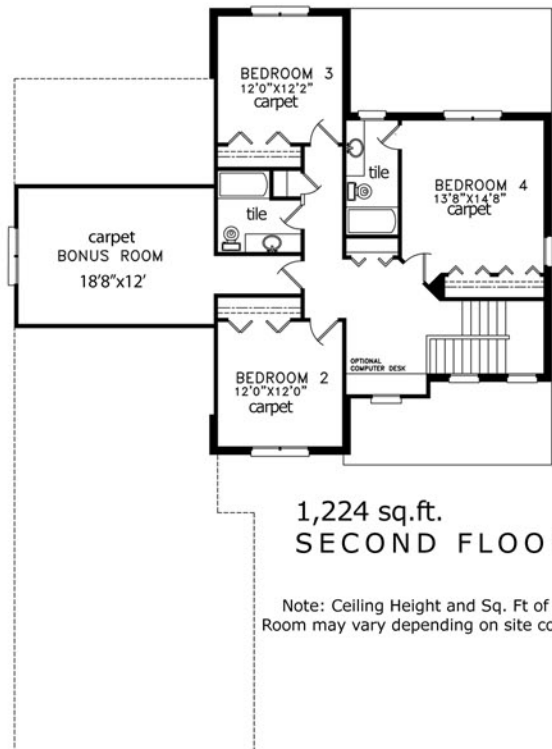 BEDROOM 3
12'0"X12'2"
carpet
tile
tile
BEDROOM 4
13'8"X14'8"
carpet
carpet
BONUS ROOM
18'8"x12'
OPTIONAL
COMPUTER DESK
BEDROOM 2
12'0"X12'0"
carpet
1,224 sq.ft.
SECOND FLOO
Note: Ceiling Height and Sq. Ft of
Room may vary depending on site co